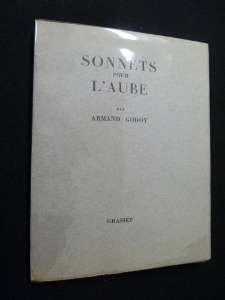 SONNETS
POUR
L'AUBE
PAR
ARMAND GODOY
GRASSET